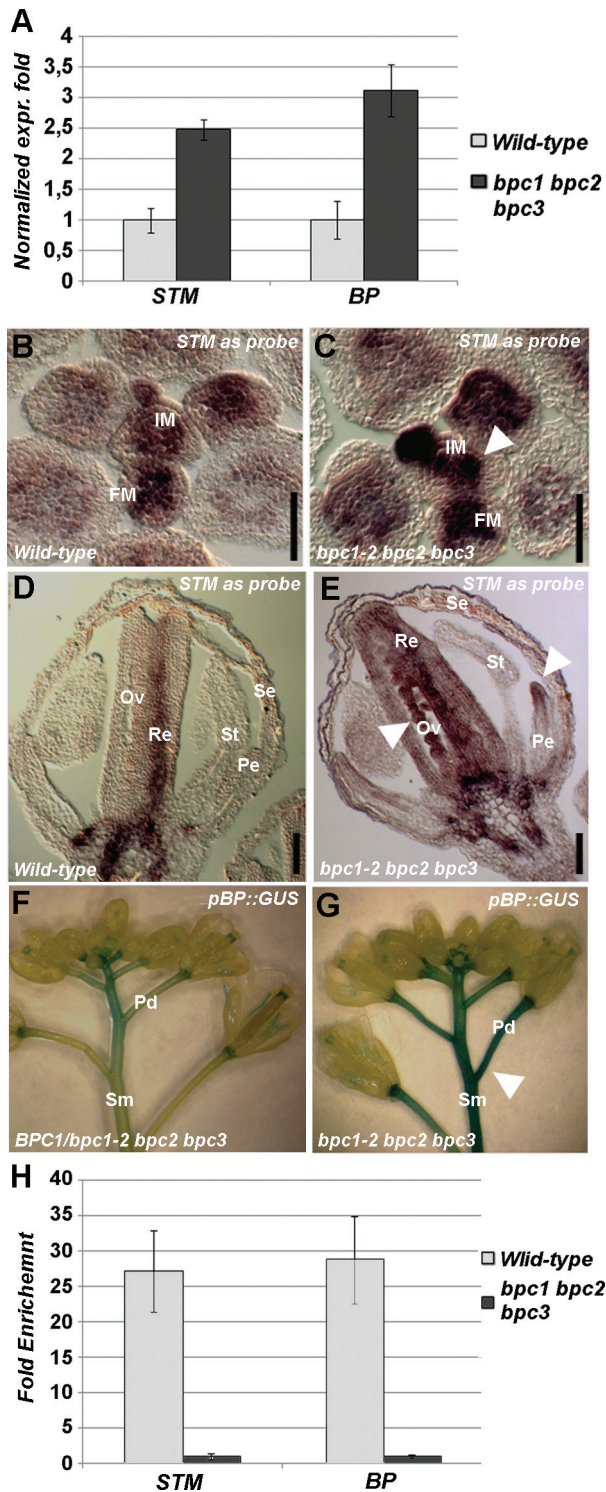 A
Normalized expr. fold
4
3,5
3
2,5
2
1,5
1
0,5
0
STM
BP
Wild-type
bpc1 bpc2
bpc3
B
STM as probe
IM
FM
Wild-type
C
STM as probe
IM
FM
bpc1-2 bpc2 bpc3
D
STM as probe
Ov
Se
Re
St
Pe
Wild-type
E
STM as probe
Se
Re
St
Ov
Pe
bpc1-2 bpc2 bpc3
F
pBP::GUS
Pd
Sm
BPC1/bpc1-2 bpc2 bpc3
G
pBP::GUS
Pd
Sm
bpc1-2 bpc2 bpc3
H
Fold Enrichemnt
40
35
30
25
20
15
10
5
0
STM
BP
Wlid-type
bpc1 bpc2
bpc3